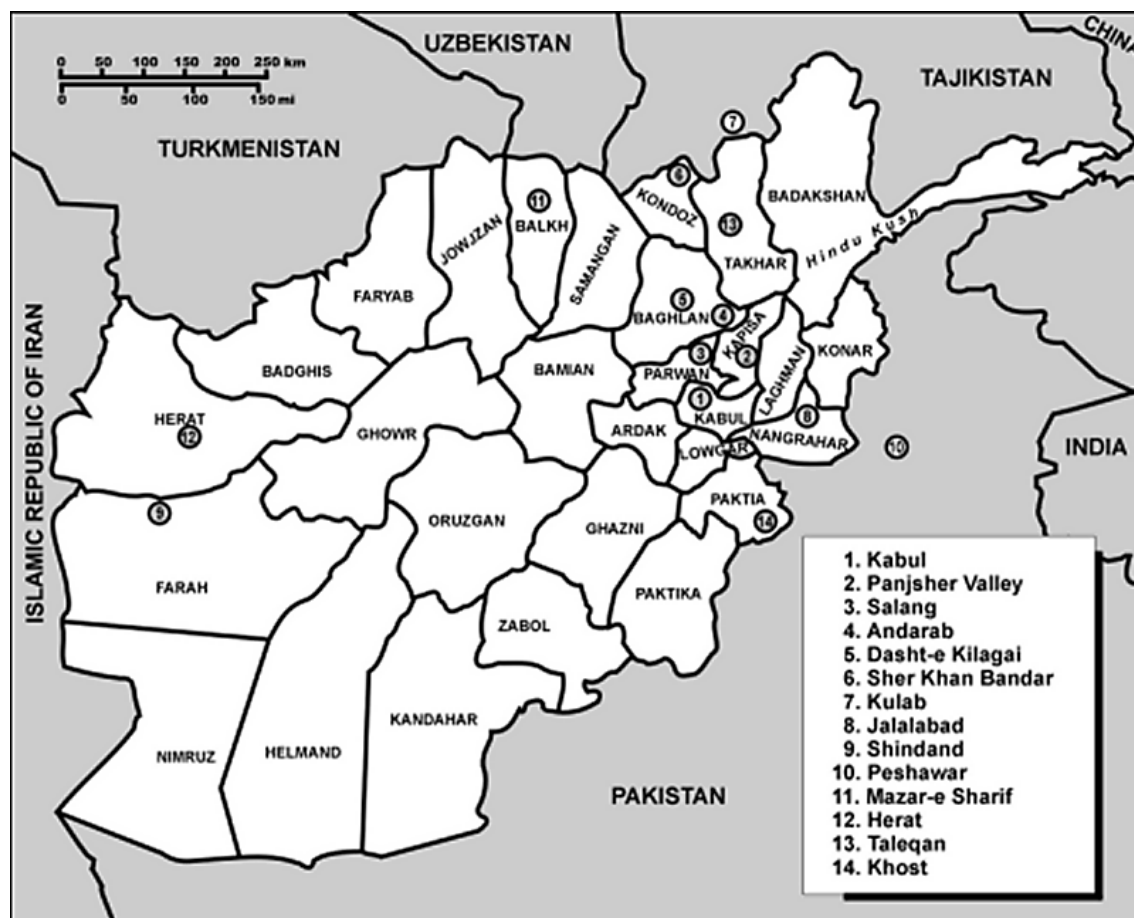 UZBEKISTAN
CHINA
0 50 100 150 200 250 km
0 50 100 150 mi
TAJIKISTAN
7
TURKMENISTAN
6
KONDOZ
BADAKSHAN
11
BALKH
13
Hindu Kush
JOWJZAN
SAMANGAN
TAKHAR
FARYAB
5
BAGHLAN
4
KAPISA
3
2
KONAR
BADGHIS
BAMIAN
PARWAN
LAGHMAN
1
KABUL
8
HERAT
12
GHOWR
ARDAK
LOWGAR
NANGRAHAR
10
INDIA
ISLAMIC REPUBLIC OF IRAN
PAKTIA
14
9
ORUZGAN
GHAZNI
FARAH
PAKTIKA
ZABOL
KANDAHAR
NIMRUZ
HELMAND
PAKISTAN
1. Kabul
2. Panjsher Valley
3. Salang
4. Andarab
5. Dasht-e Kilagai
6. Sher Khan Bandar
7. Kulab
8. Jalalabad
9. Shindand
10. Peshawar
11. Mazar-e Sharif
12. Herat
13. Taleqan
14. Khost